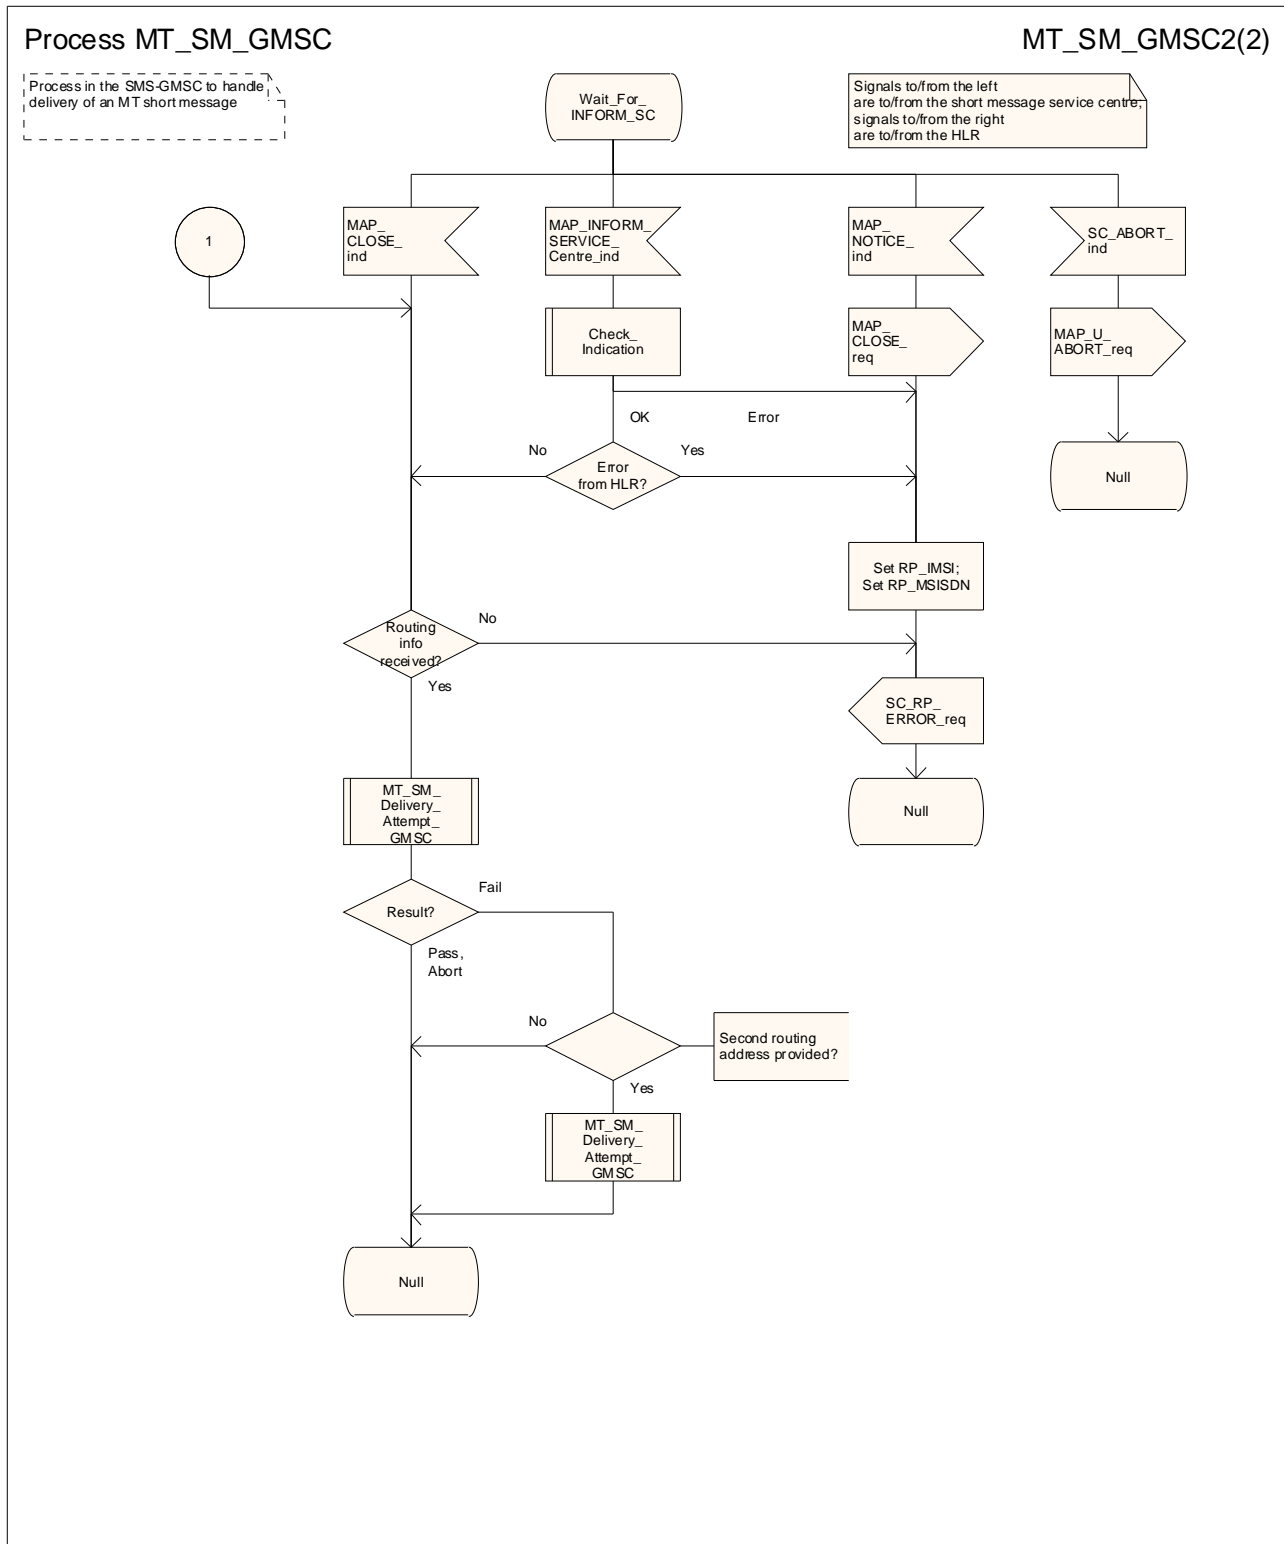 Process MT_SM_GMSC
MT_SM_GMSC2(2)
Process in the SMS-GMSC to handle
delivery of an MT short message
Wait_For_
INFORM_SC
Signals to/from the left
are to/from the short message service centre;
signals to/from the right
are to/from the HLR
1
MAP_
CLOSE_
ind
MAP_INFORM_
SERVICE_
Centre_ind
MAP_
NOTICE_
ind
SC_ABORT_
ind
Check_
Indication
MAP_
CLOSE_
req
MAP_U_
ABORT_req
OK
Error
No
Error
from HLR?
Yes
Null
Set RP_IMSI;
Set RP_MSISDN
Routing
info
received?
No
Yes
SC_RP_
ERROR_req
MT_SM_
Delivery_
Attempt_
GMSC
Null
Result?
Fail
Pass,
Abort
No
Second routing
address provided?
Yes
MT_SM_
Delivery_
Attempt_
GMSC
Null